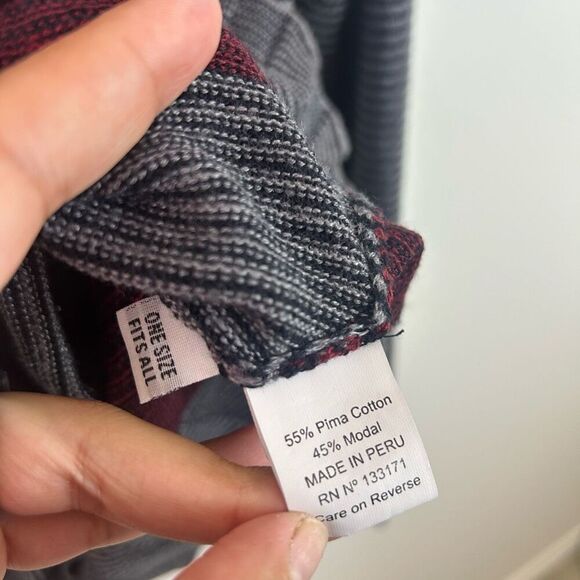 ONE SIZE
FITS ALL
55% Pima Cotton
45% Modal
MADE IN PERU
RN Nº 133171
Care on Reverse